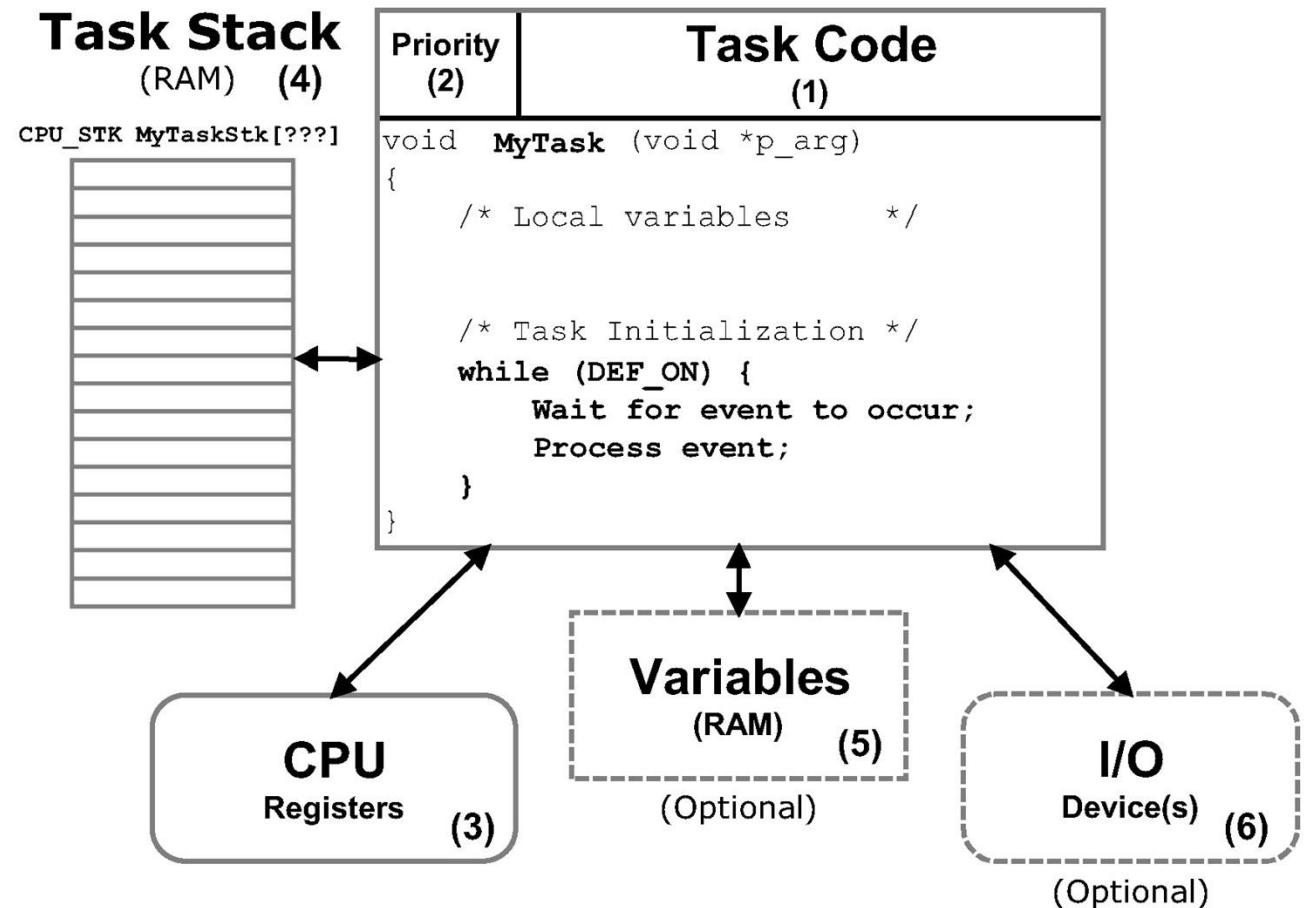 Task Stack
(RAM) (4)
CPU_STK MyTaskStk[???]
Priority
(2)
Task Code
(1)
void MyTask (void *p_arg)
{
/* Local variables */
/* Task Initialization */
while (DEF_ON) {
Wait for event to occur;
Process event;
}
}
CPU
Registers
(3)
Variables
(RAM)
(5)
(Optional)
I/O
Device(s)
(6)
(Optional)